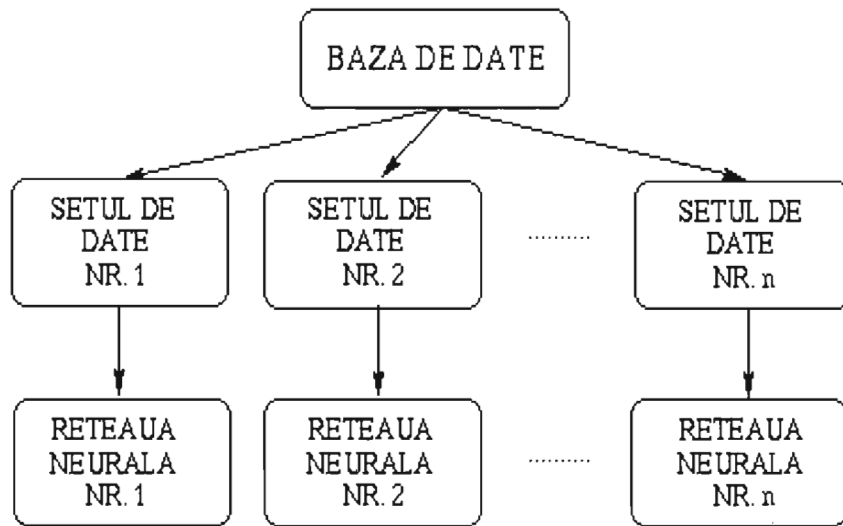 BAZA DE DATE
SETUL DE
DATE
NR. 1
SETUL DE
DATE
NR. 2
..........
SETUL DE
DATE
NR. n
RETEAUA
NEURALA
NR. 1
RETEAUA
NEURALA
NR. 2
..........
RETEAUA
NEURALA
NR. n